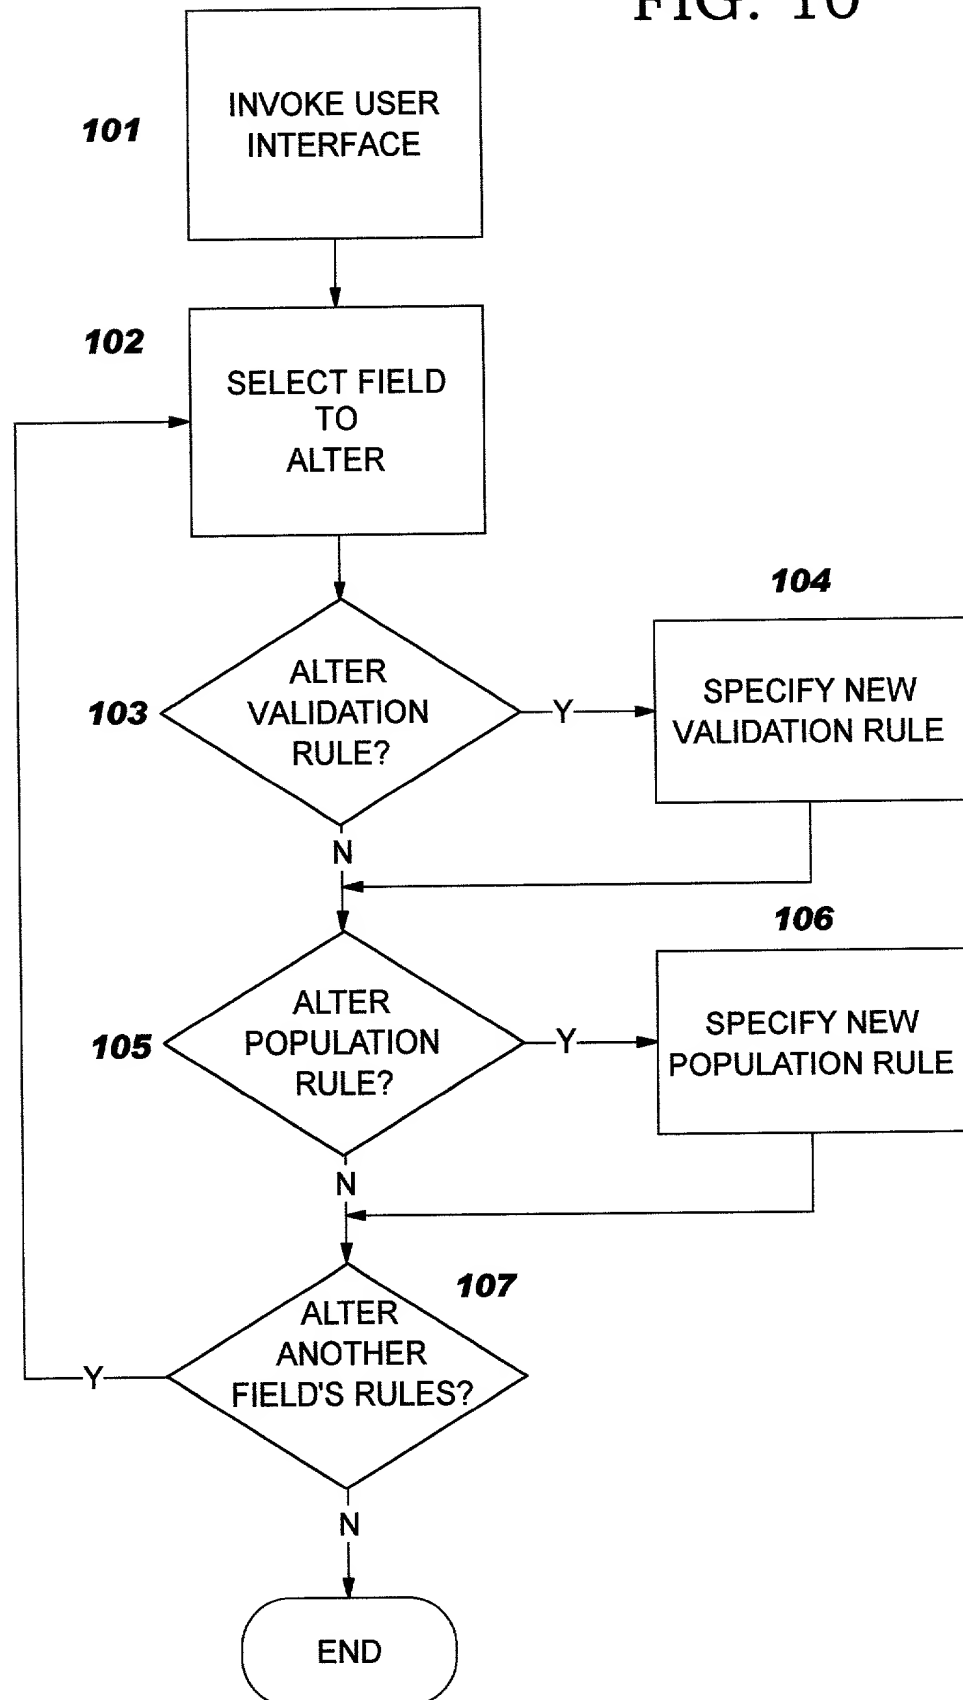 FIG. 10
101
INVOKE USER
INTERFACE
102
SELECT FIELD
TO
ALTER
103
ALTER
VALIDATION
RULE?
Y
104
SPECIFY NEW
VALIDATION RULE
N
105
ALTER
POPULATION
RULE?
Y
106
SPECIFY NEW
POPULATION RULE
N
107
ALTER
ANOTHER
FIELD'S RULES?
Y
N
END